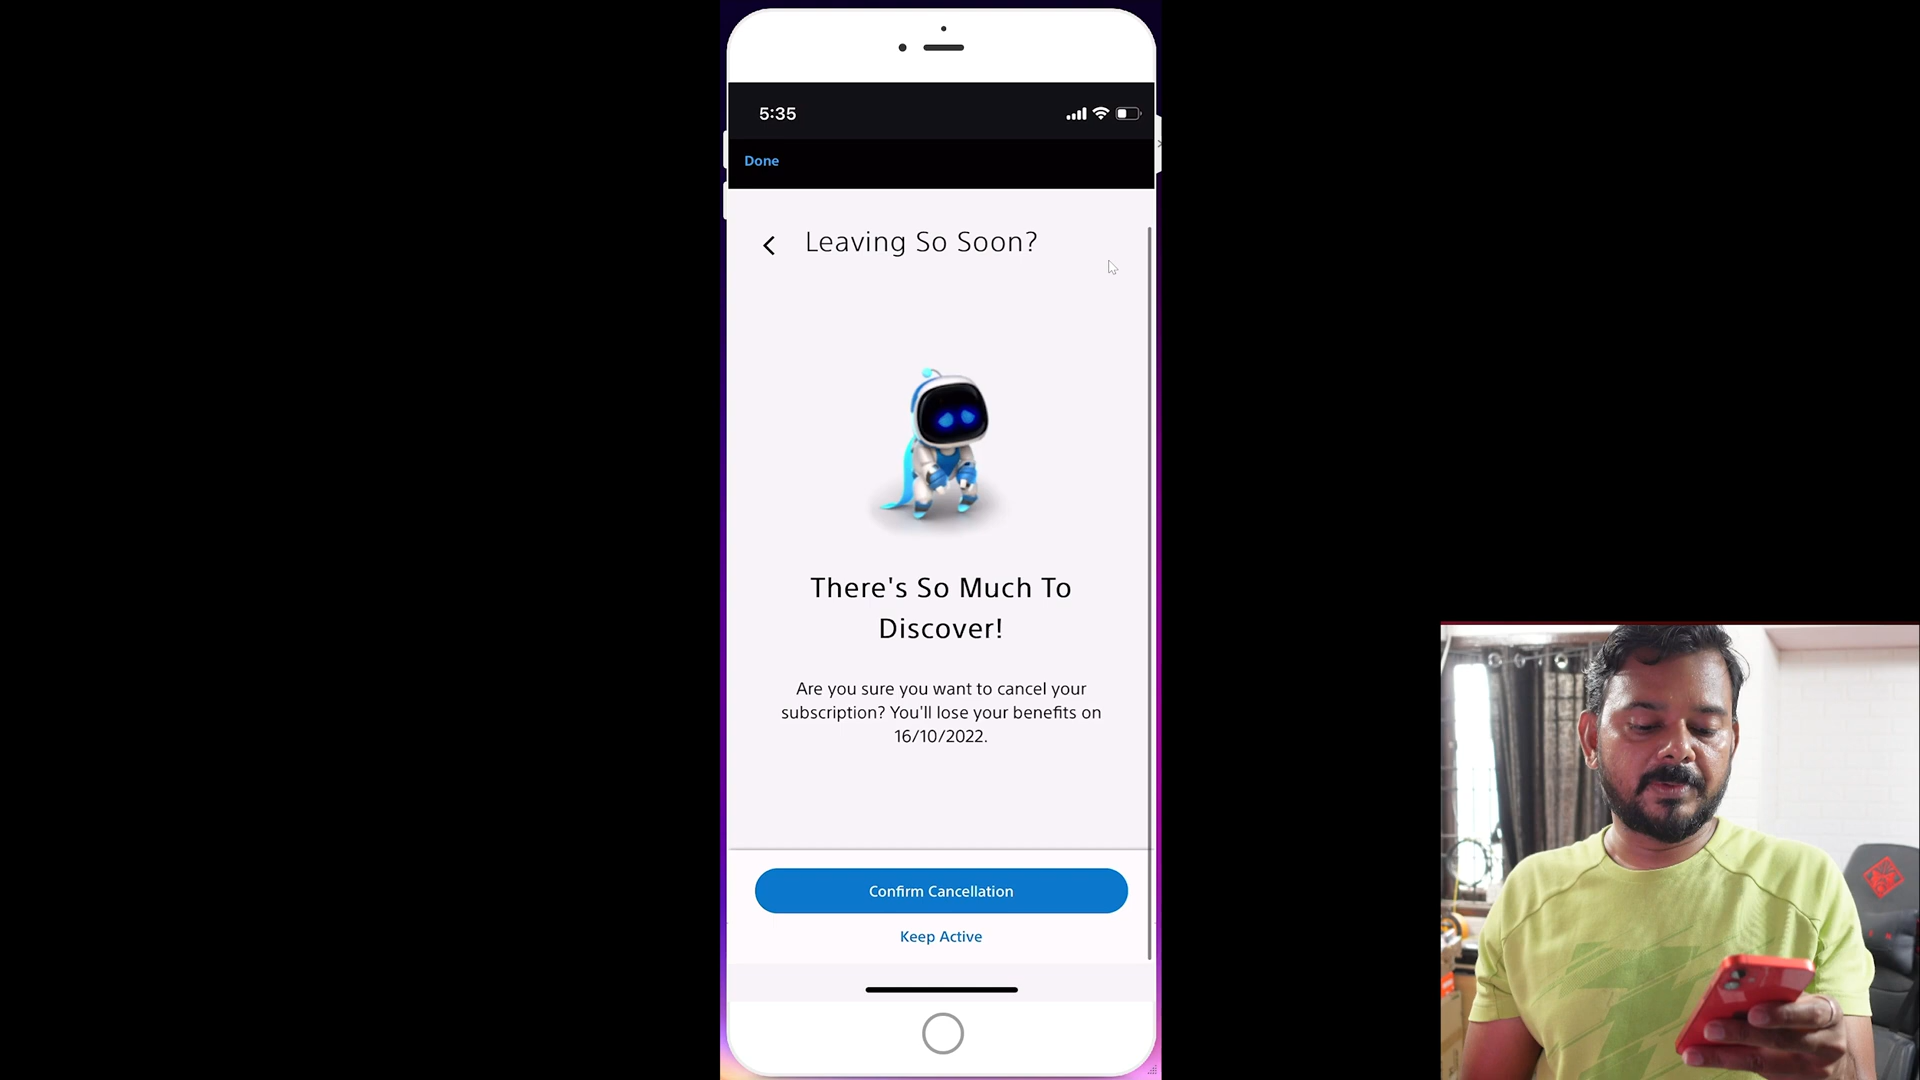 5:35
Done
Leaving So Soon?
There's So Much To
Discover!
Are you sure you want to cancel your
subscription? You'll lose your benefits on
16/10/2022.
Confirm Cancellation
Keep Active